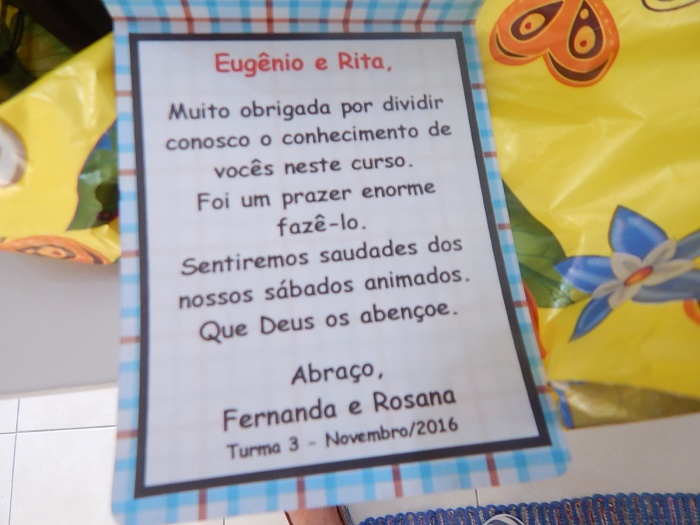 Eugênio e Rita,
Muito obrigada por dividir
conosco o conhecimento de
vocês neste curso.
Foi um prazer enorme
fazê-lo.
Sentiremos saudades dos
nossos sábados animados.
Que Deus os abençoe.
Abraço,
Fernanda e Rosana
Turma 3 - Novembro/2016